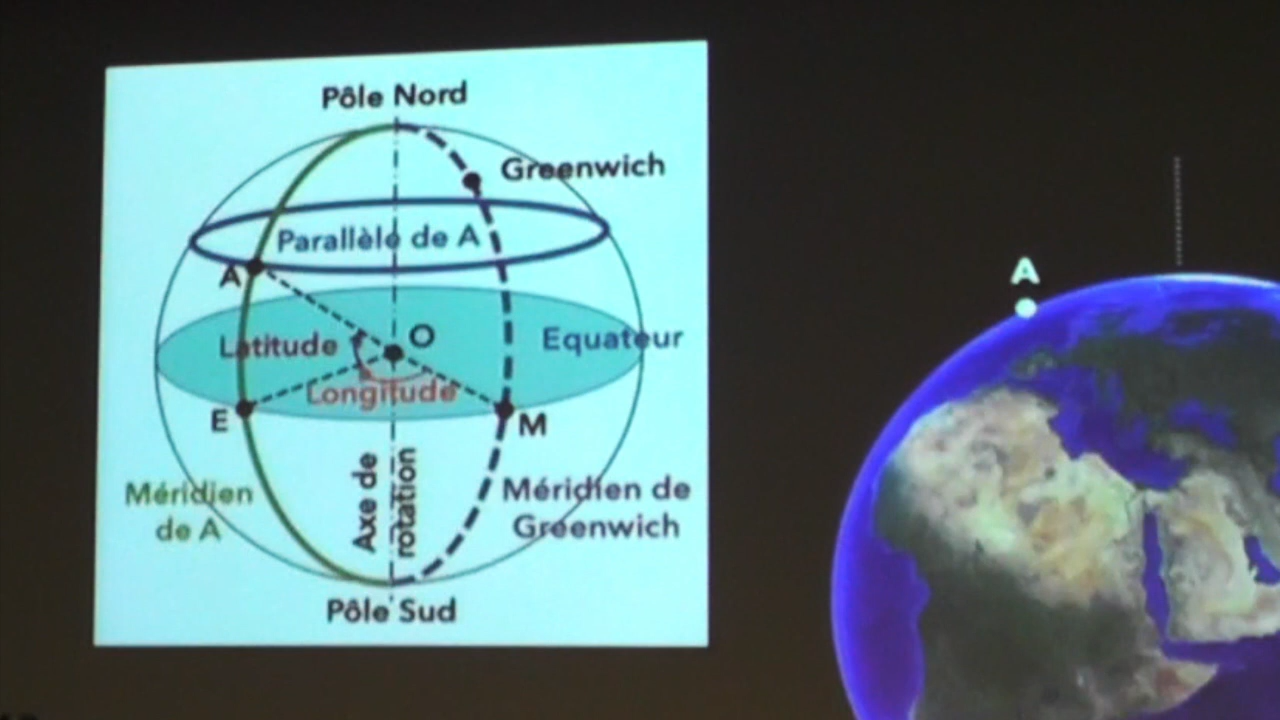 Pôle Nord
Greenwich
Parallèle de A
A
O
Latitude
Equateur
Longitude
E
M
Axe de
rotation
Méridien
de A
Méridien de
Greenwich
Pôle Sud
A